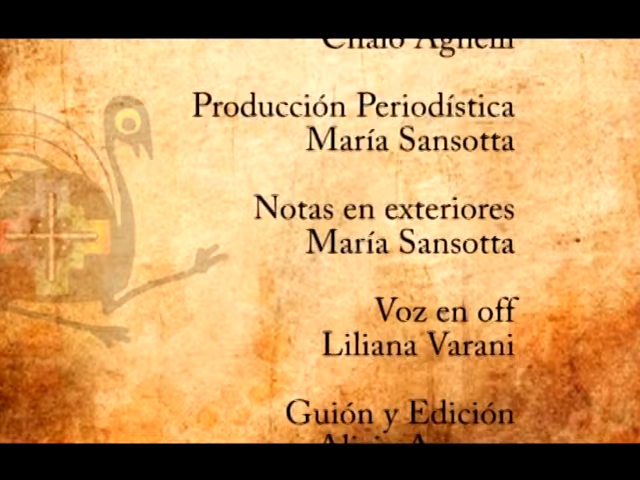 Producción Periodística
María Sansotta
Notas en exteriores
María Sansotta
Voz en off
Liliana Varani
Guión y Edición